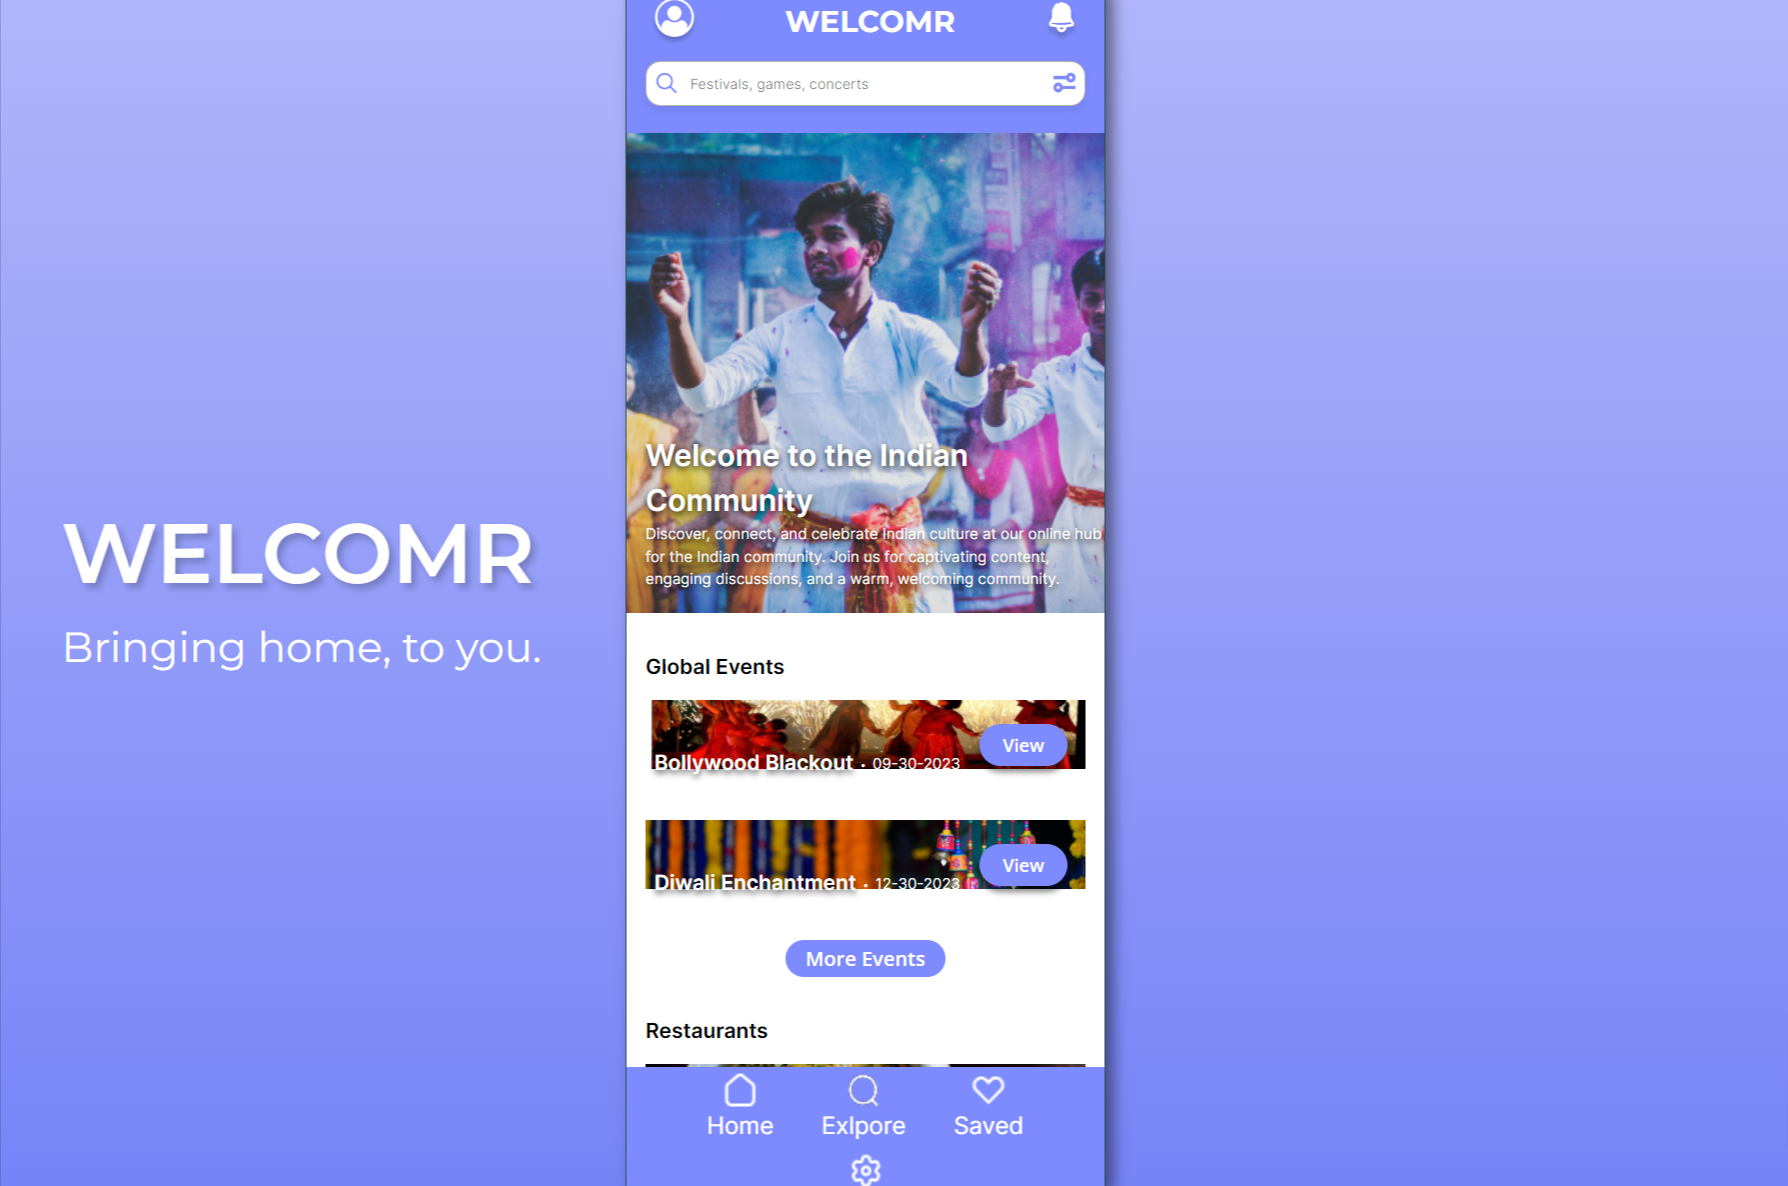 WELCOMR
Bringing home, to you.
WELCOMR
Festivals, games, concerts
Welcome to the Indian
Community
Discover, connect, and celebrate Indian culture at our online hub
for the Indian community. Join us for captivating content,
engaging discussions, and a warm, welcoming community.
Global Events
Bollywood Blackout · 09-30-2023
View
Diwali Enchantment · 12-30-2023
View
More Events
Restaurants
Home
Exlpore
Saved